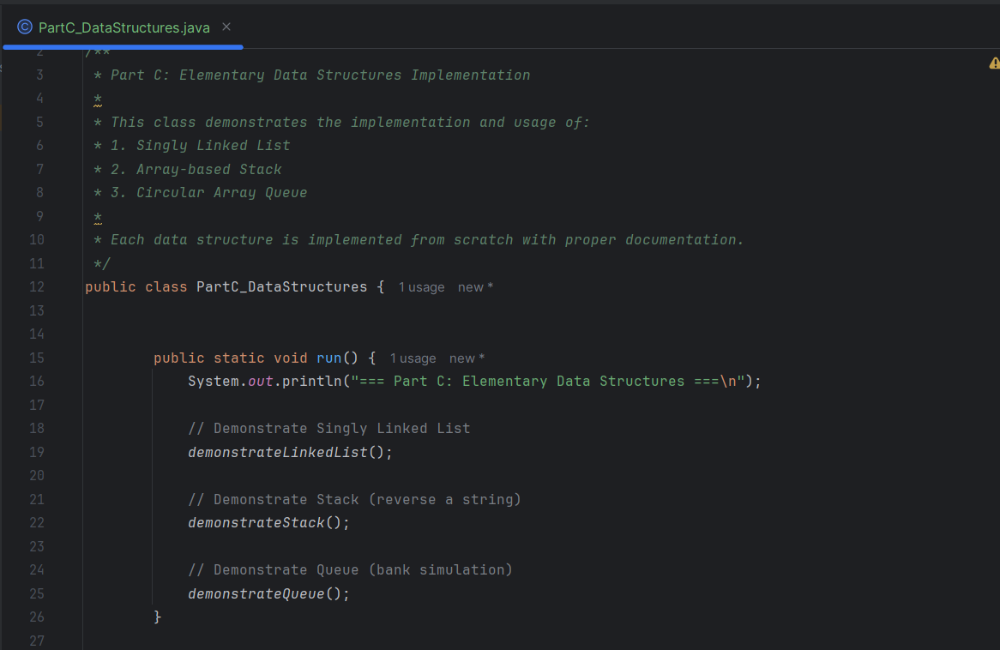 PartC_DataStructures.java
2 /**
3 * Part C: Elementary Data Structures Implementation
4 *
5 * This class demonstrates the implementation and usage of:
6 * 1. Singly Linked List
7 * 2. Array-based Stack
8 * 3. Circular Array Queue
9 *
10 * Each data structure is implemented from scratch with proper documentation.
11 */
12 public class PartC_DataStructures { 1 usage new *
13
14
15 public static void run() { 1 usage new *
16 System.out.println("=== Part C: Elementary Data Structures ===\n");
17
18 // Demonstrate Singly Linked List
19 demonstrateLinkedList();
20
21 // Demonstrate Stack (reverse a string)
22 demonstrateStack();
23
24 // Demonstrate Queue (bank simulation)
25 demonstrateQueue();
26 }
27